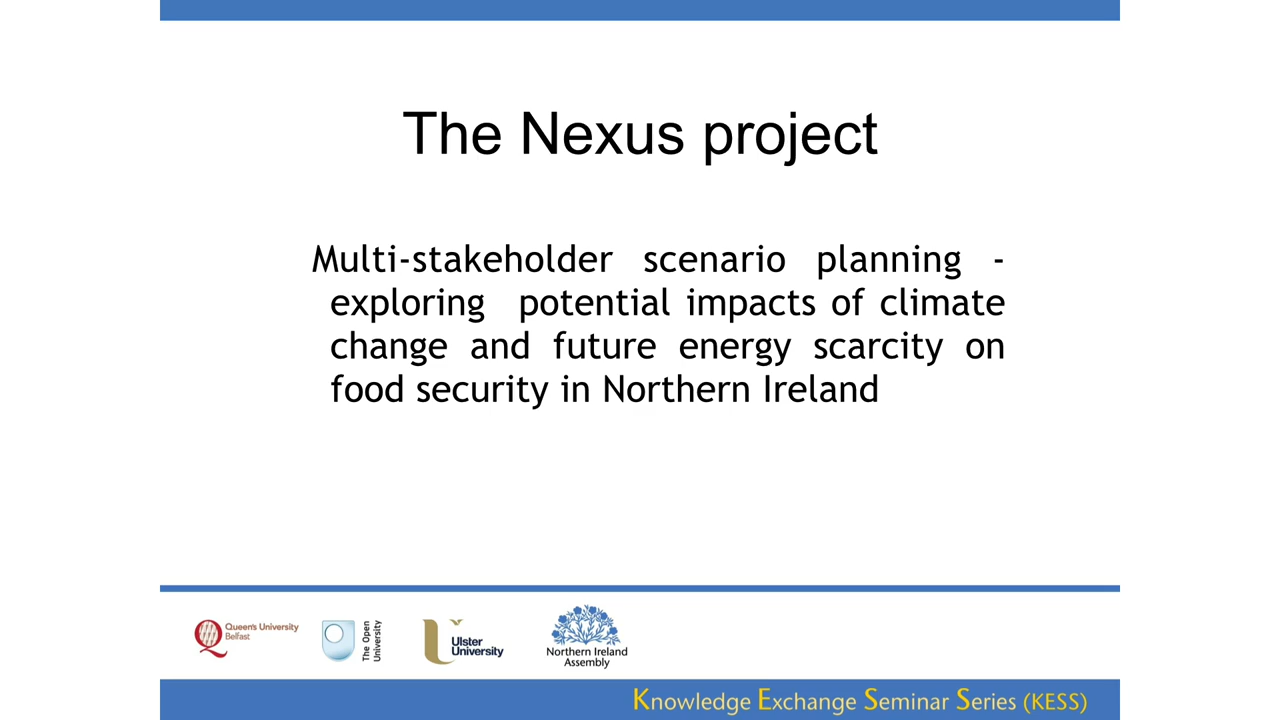 The Nexus project
Multi-stakeholder scenario planning -
exploring potential impacts of climate
change and future energy scarcity on
food security in Northern Ireland
Queen's University
Belfast
The Open
University
Ulster
University
Northern Ireland
Assembly
Knowledge Exchange Seminar Series (KESS)